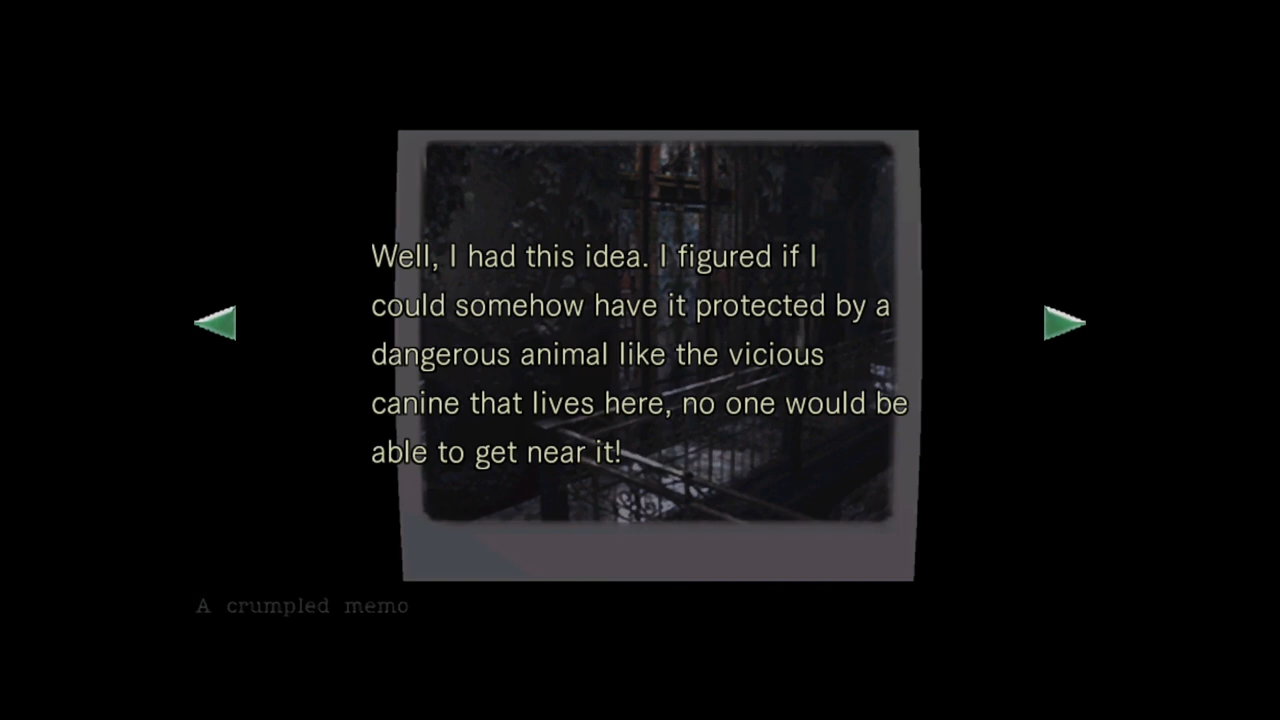 Well, I had this idea. I figured if I
could somehow have it protected by a
dangerous animal like the vicious
canine that lives here, no one would be
able to get near it!
A crumpled memo